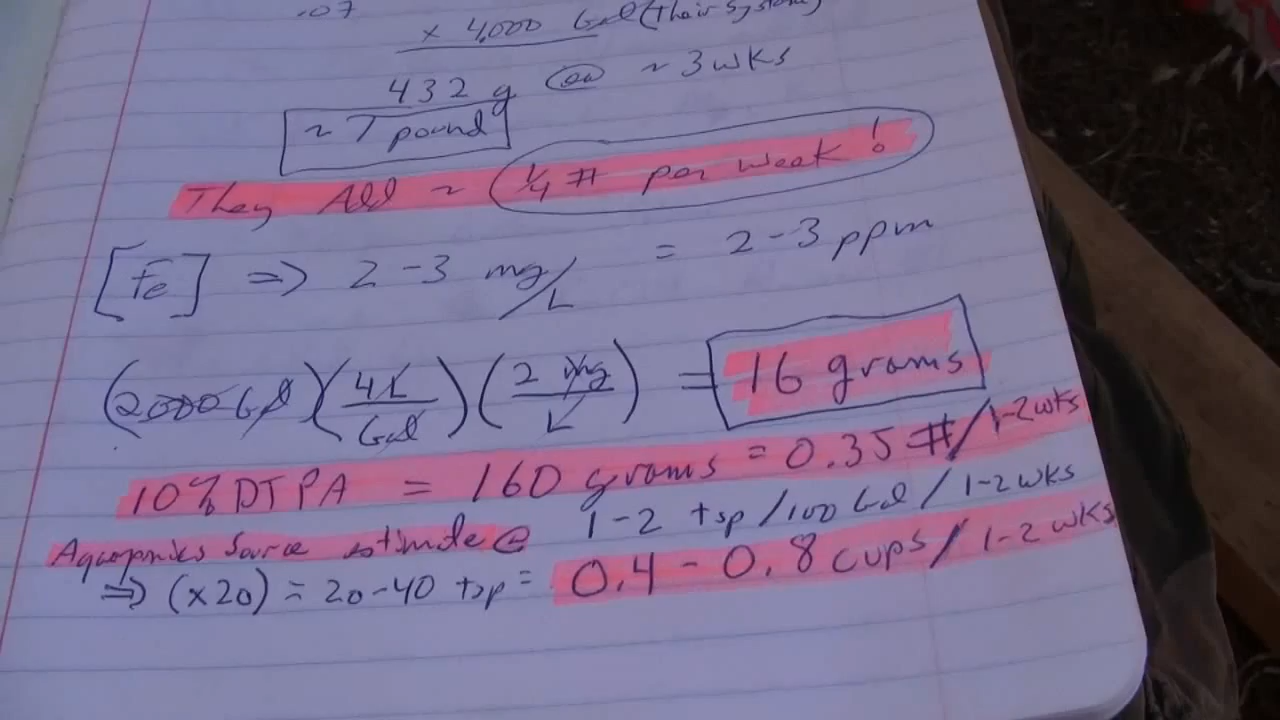 .07
x 4,000 Gal (Their System)
432 g @ ~ 3 wks
~ 1 pound
They Add ~ 1/4 # per week!
[Fe] => 2-3 mg/L = 2-3 ppm
(2000 Gal)(4L/Gal)(2 mg/L) = 16 grams
10% DTPA = 160 grams = 0.35 #/1-2 wks
Aquaponics Source estimate @ 1-2 tsp/100 Gal/1-2 wks
=> (x20) = 20-40 tsp = 0.4 - 0.8 cups/1-2 wks